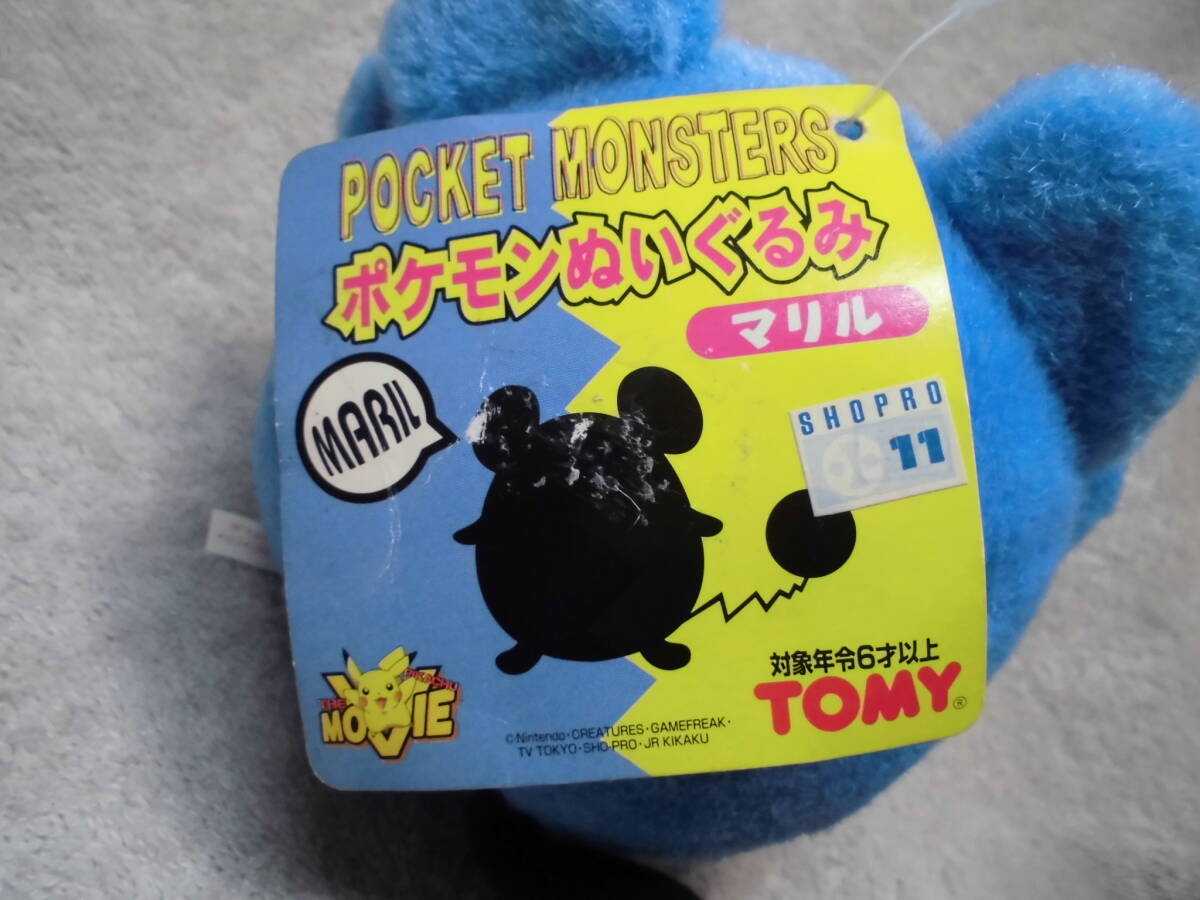 POCKET MONSTERS
ポケモンぬいぐるみ
マリル
MARIL
SHOPRO
11
PIKACHU
THE
MOVIE
対象年令6才以上
TOMY®
©Nintendo・CREATURES・GAMEFREAK・
TV TOKYO・SHO-PRO・JR KIKAKU